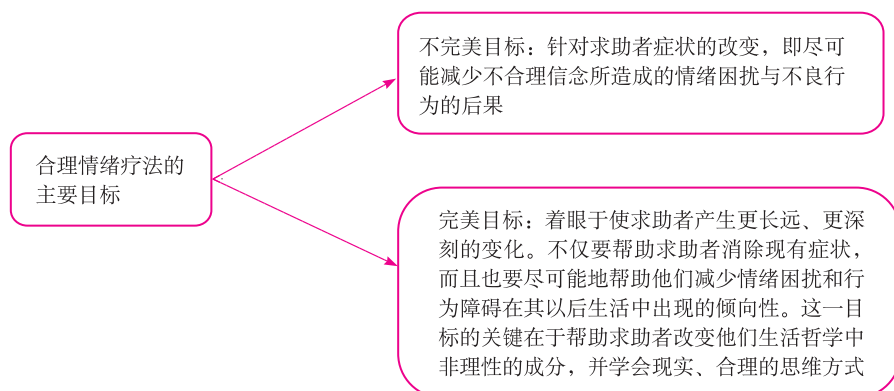 不完美目标：针对求助者症状的改变，即尽可
能减少不合理信念所造成的情绪困扰与不良行
为的后果
合理情绪疗法的
主要目标
完美目标：着眼于使求助者产生更长远、更深
刻的变化。不仅要帮助求助者消除现有症状，
而且也要尽可能地帮助他们减少情绪困扰和行
为障碍在其以后生活中出现的倾向性。这一目
标的关键在于帮助求助者改变他们生活哲学中
非理性的成分，并学会现实、合理的思维方式